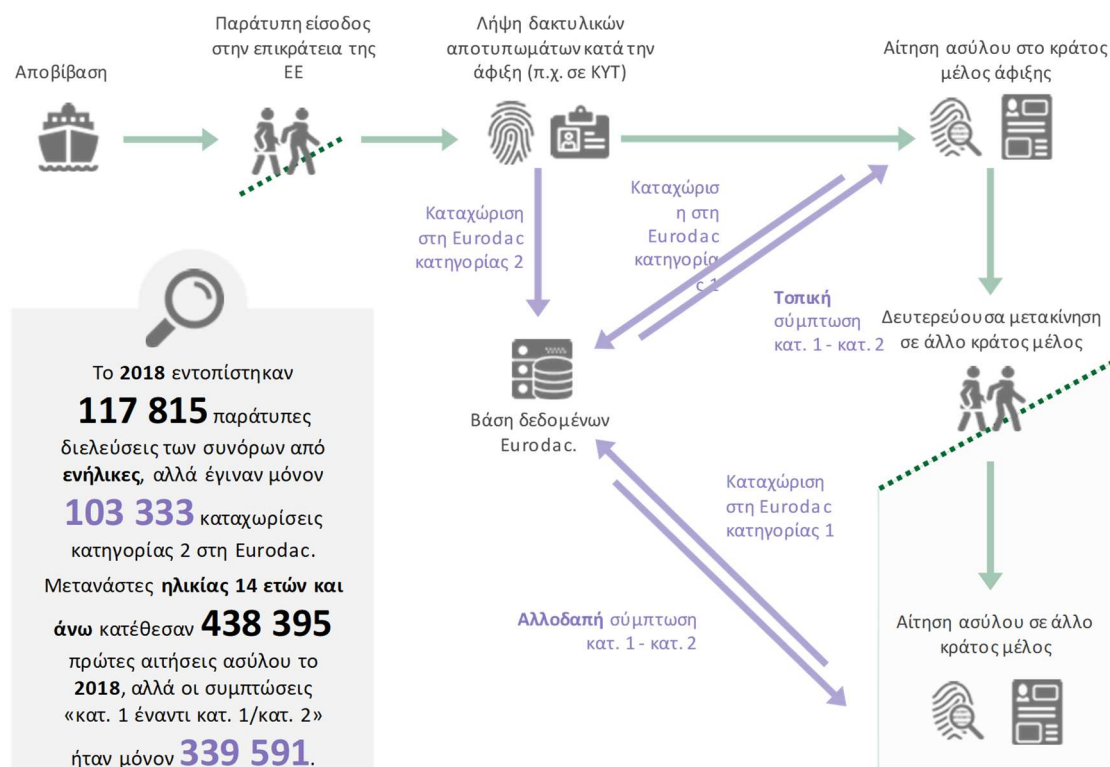 Αποβίβαση
Παράτυπη είσοδος
στην επικράτεια της
ΕΕ
Λήψη δακτυλικών
αποτυπωμάτων κατά την
άφιξη (π.χ. σε ΚΥΤ)
Αίτηση ασύλου στο κράτος
μέλος άφιξης
Καταχώριση
στη Eurodac
κατηγορίας 2
Καταχώρισ
η στη
Eurodac
κατηγορία
ς 1
Τοπική
σύμπτωση
κατ. 1 - κατ. 2
Δευτερεύουσα μετακίνηση
σε άλλο κράτος μέλος
Βάση δεδομένων
Eurodac.
Καταχώριση
στη Eurodac
κατηγορίας 1
Αλλοδαπή σύμπτωση
κατ. 1 - κατ. 2
Αίτηση ασύλου σε άλλο
κράτος μέλος
Το 2018 εντοπίστηκαν
117 815 παράτυπες
διελεύσεις των συνόρων από
ενήλικες, αλλά έγιναν μόνον
103 333 καταχωρίσεις
κατηγορίας 2 στη Eurodac.
Μετανάστες ηλικίας 14 ετών και
άνω κατέθεσαν 438 395
πρώτες αιτήσεις ασύλου το
2018, αλλά οι συμπτώσεις
«κατ. 1 έναντι κατ. 1/κατ. 2»
ήταν μόνον 339 591.